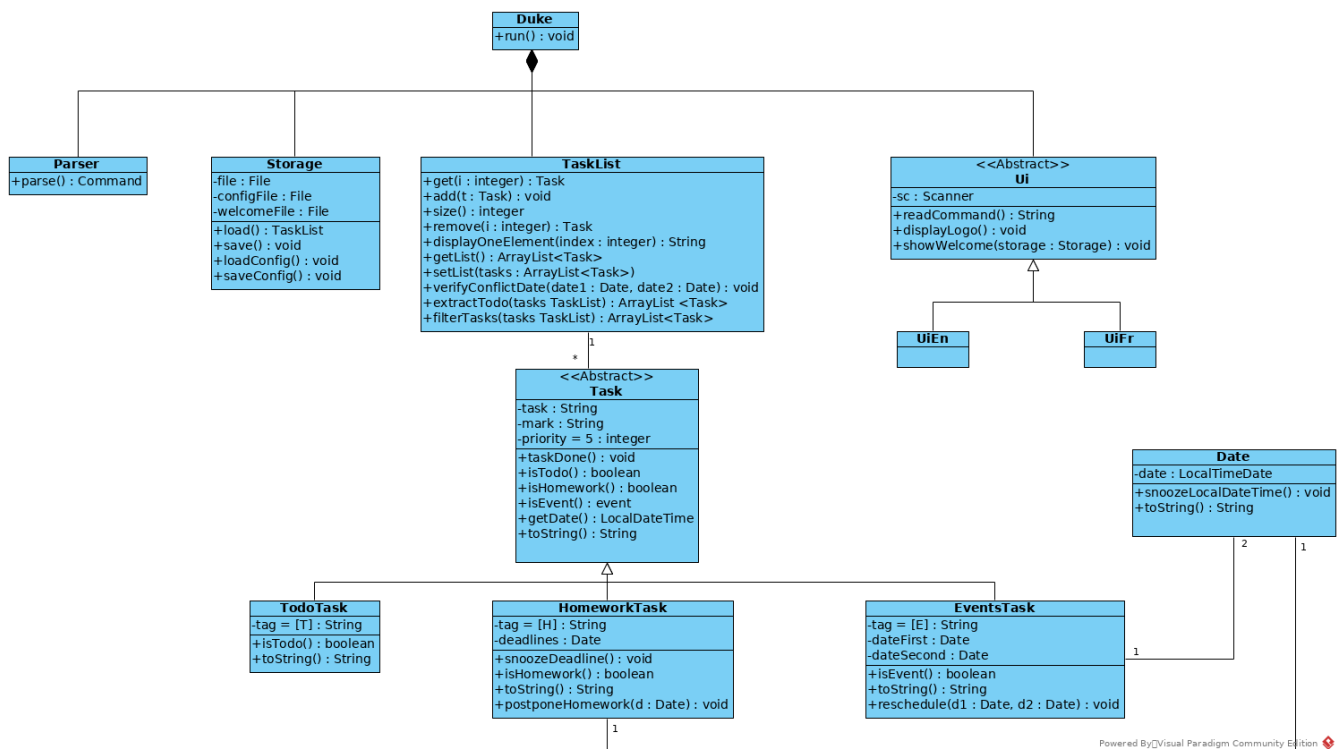 Duke
+run() : void
Parser
+parse() : Command
Storage
-file : File
-configFile : File
-welcomeFile : File
+load() : TaskList
+save() : void
+loadConfig() : void
+saveConfig() : void
TaskList
+get(i : integer) : Task
+add(t : Task) : void
+size() : integer
+remove(i : integer) : Task
+displayOneElement(index : integer) : String
+getList() : ArrayList<Task>
+setList(tasks : ArrayList<Task>)
+verifyConflictDate(date1 : Date, date2 : Date) : void
+extractTodo(tasks TaskList) : ArrayList <Task>
+filterTasks(tasks TaskList) : ArrayList<Task>
<<Abstract>>
Ui
-sc : Scanner
+readCommand() : String
+displayLogo() : void
+showWelcome(storage : Storage) : void
UiEn
UiFr
1
*
<<Abstract>>
Task
-task : String
-mark : String
-priority = 5 : integer
+taskDone() : void
+isTodo() : boolean
+isHomework() : boolean
+isEvent() : event
+getDate() : LocalDateTime
+toString() : String
Date
-date : LocalTimeDate
+snoozeLocalDateTime() : void
+toString() : String
2
1
TodoTask
-tag = [T] : String
+isTodo() : boolean
+toString() : String
HomeworkTask
-tag = [H] : String
-deadlines : Date
+snoozeDeadline() : void
+isHomework() : boolean
+toString() : String
+postponeHomework(d : Date) : void
1
EventsTask
-tag = [E] : String
-dateFirst : Date
-dateSecond : Date
+isEvent() : boolean
+toString() : String
+reschedule(d1 : Date, d2 : Date) : void
1
Powered By Visual Paradigm Community Edition